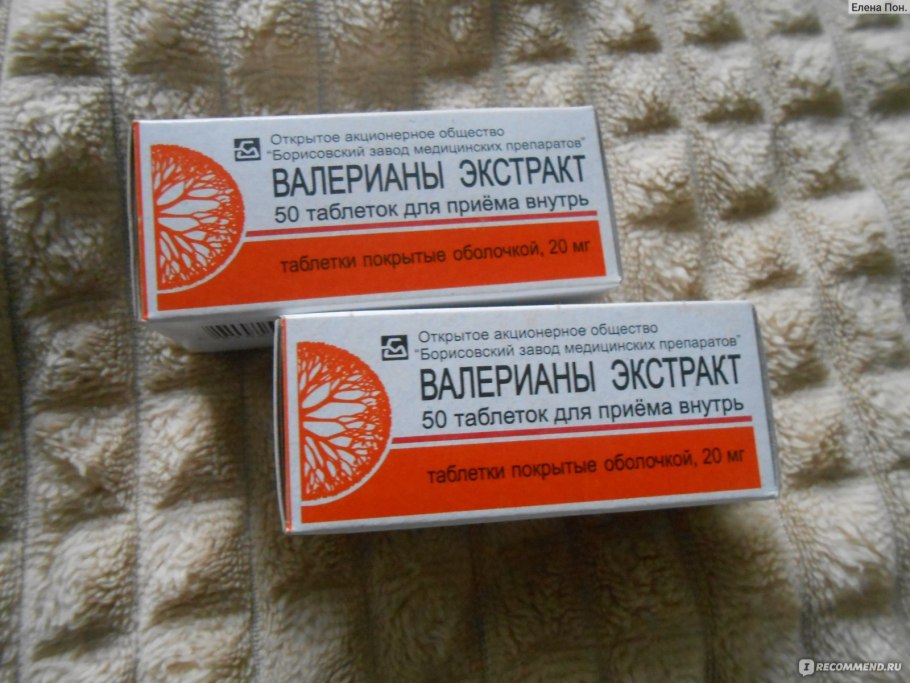 Елена Пон.
Открытое акционерное общество
"Борисовский завод медицинских препаратов"
ВАЛЕРИАНЫ ЭКСТРАКТ
50 таблеток для приёма внутрь
таблетки покрытые оболочкой, 20 мг
Открытое акционерное общество
"Борисовский завод медицинских препаратов"
ВАЛЕРИАНЫ ЭКСТРАКТ
50 таблеток для приёма внутрь
таблетки покрытые оболочкой, 20 мг
I RECOMMEND.RU